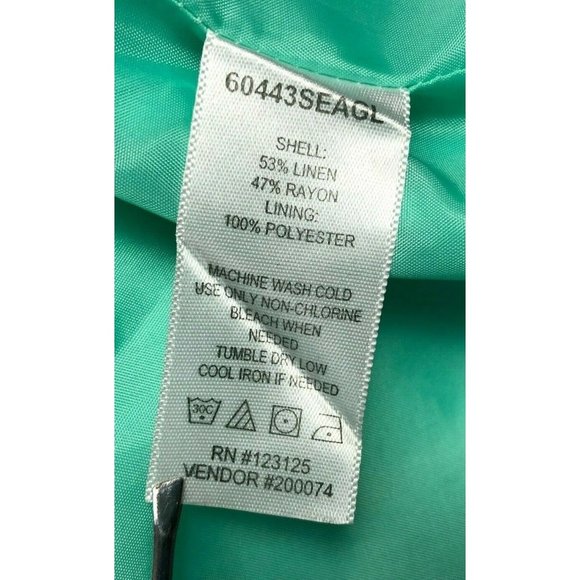 60443SEAGL
SHELL:
53% LINEN
47% RAYON
LINING:
100% POLYESTER
MACHINE WASH COLD
USE ONLY NON-CHLORINE
BLEACH WHEN
NEEDED
TUMBLE DRY LOW
COOL IRON IF NEEDED
30C
RN #123125
VENDOR #200074